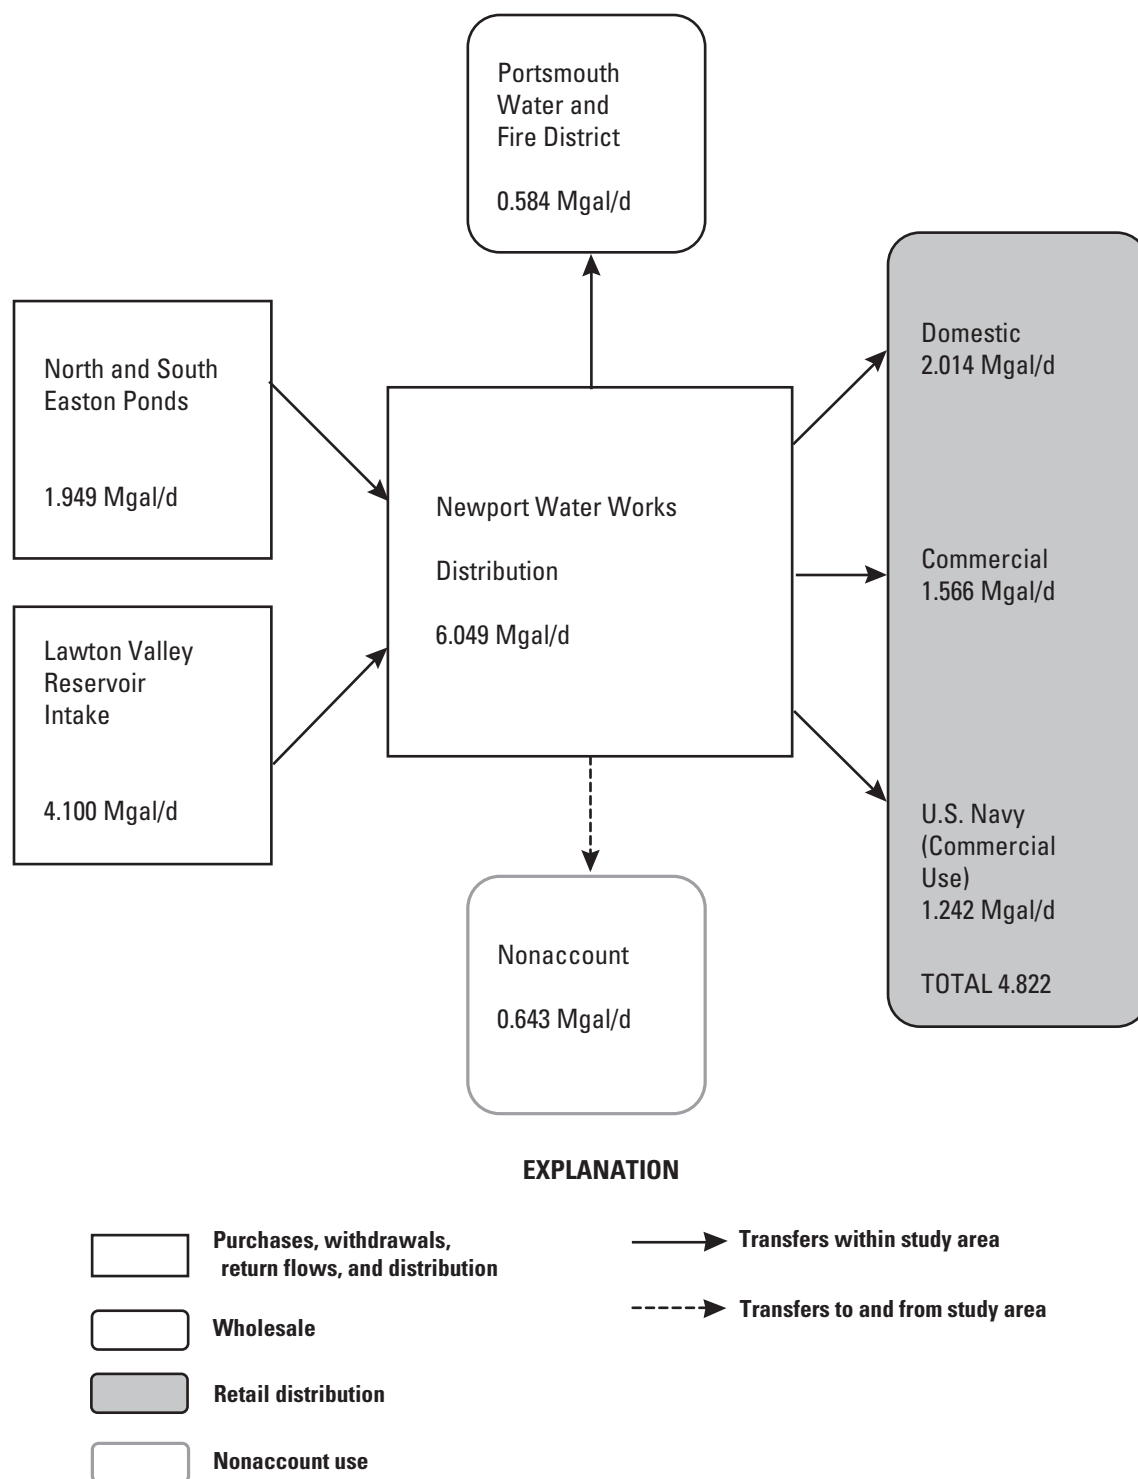 Portsmouth
Water and
Fire District
0.584 Mgal/d
North and South
Easton Ponds
1.949 Mgal/d
Lawton Valley
Reservoir
Intake
4.100 Mgal/d
Newport Water Works
Distribution
6.049 Mgal/d
Domestic
2.014 Mgal/d
Commercial
1.566 Mgal/d
U.S. Navy
(Commercial
Use)
1.242 Mgal/d
TOTAL 4.822
Nonaccount
0.643 Mgal/d
EXPLANATION
Purchases, withdrawals,
return flows, and distribution
Wholesale
Retail distribution
Nonaccount use
Transfers within study area
Transfers to and from study area